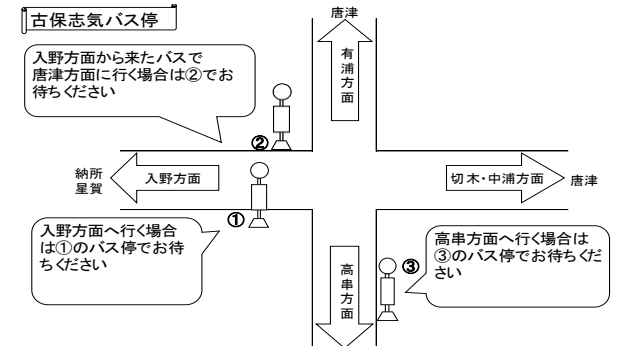 古保志気バス停
唐津
有浦方面
入野方面から来たバスで
唐津方面に行く場合は②でお
待ちください
②
納所
星賀
入野方面
切木・中浦方面
唐津
①
入野方面へ行く場合
は①のバス停でお待
ちください
高串方面
③
高串方面へ行く場合は
③のバス停でお待ちくだ
さい